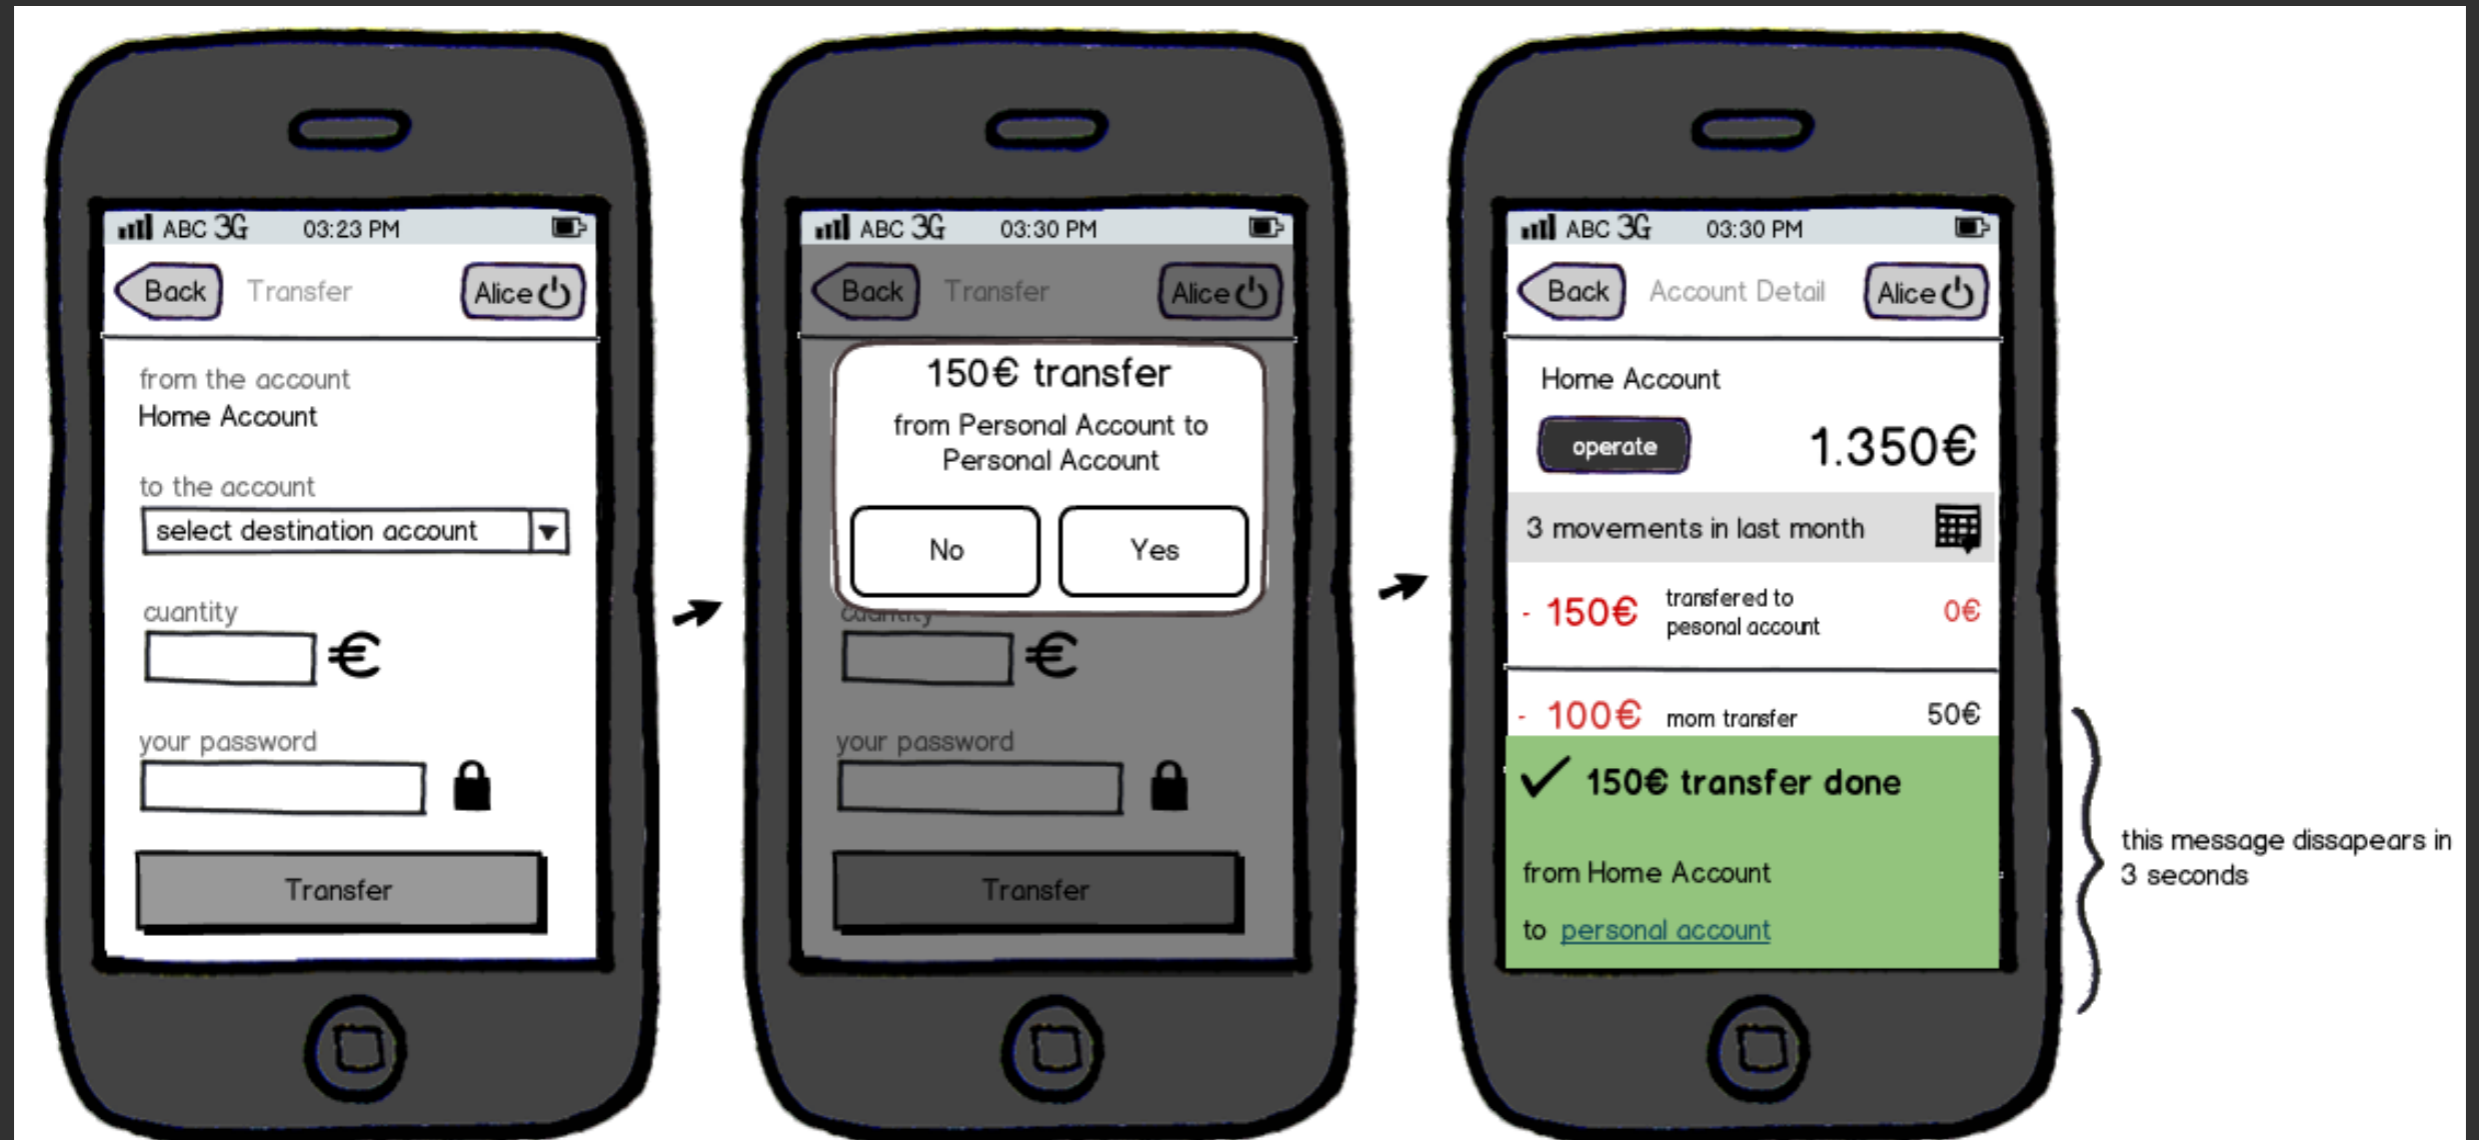 ABC 3G 03:23 PM
Back Transfer Alice
from the account
Home Account
to the account
select destination account
cuantity
€
your password
Transfer
ABC 3G 03:30 PM
Back Transfer Alice
150€ transfer
from Personal Account to
Personal Account
No Yes
cuantity
€
your password
Transfer
ABC 3G 03:30 PM
Back Account Detail Alice
Home Account
operate 1.350€
3 movements in last month
- 150€ transfered to
pesonal account 0€
- 100€ mom transfer 50€
150€ transfer done
from Home Account
to personal account
this message dissapears in
3 seconds